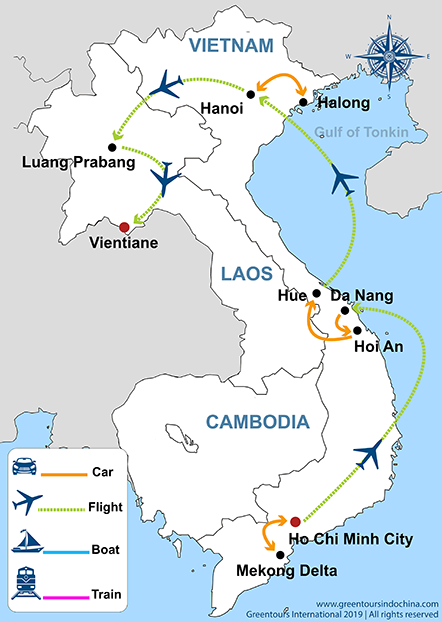 VIETNAM
N
W
E
S
Hanoi
Halong
Gulf of Tonkin
Luang Prabang
Vientiane
LAOS
Hue
Da Nang
Hoi An
CAMBODIA
Car
Flight
Boat
Train
Ho Chi Minh City
Mekong Delta
www.greentoursindochina.com
Greentours International 2019 | All rights reserved